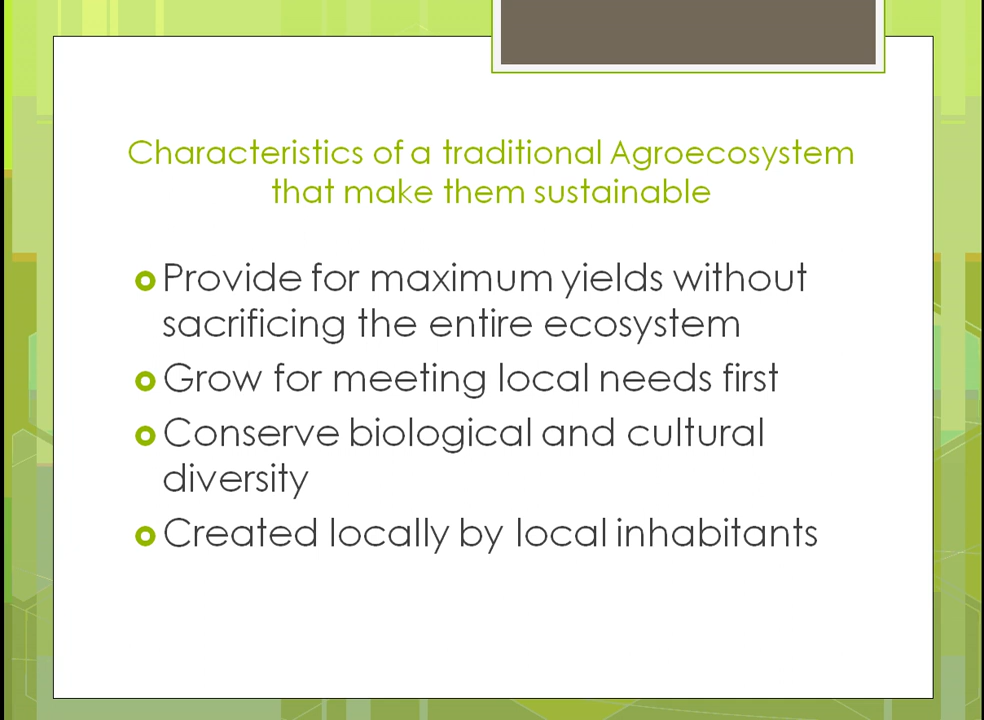 Characteristics of a traditional Agroecosystem
that make them sustainable
Provide for maximum yields without
sacrificing the entire ecosystem
Grow for meeting local needs first
Conserve biological and cultural
diversity
Created locally by local inhabitants